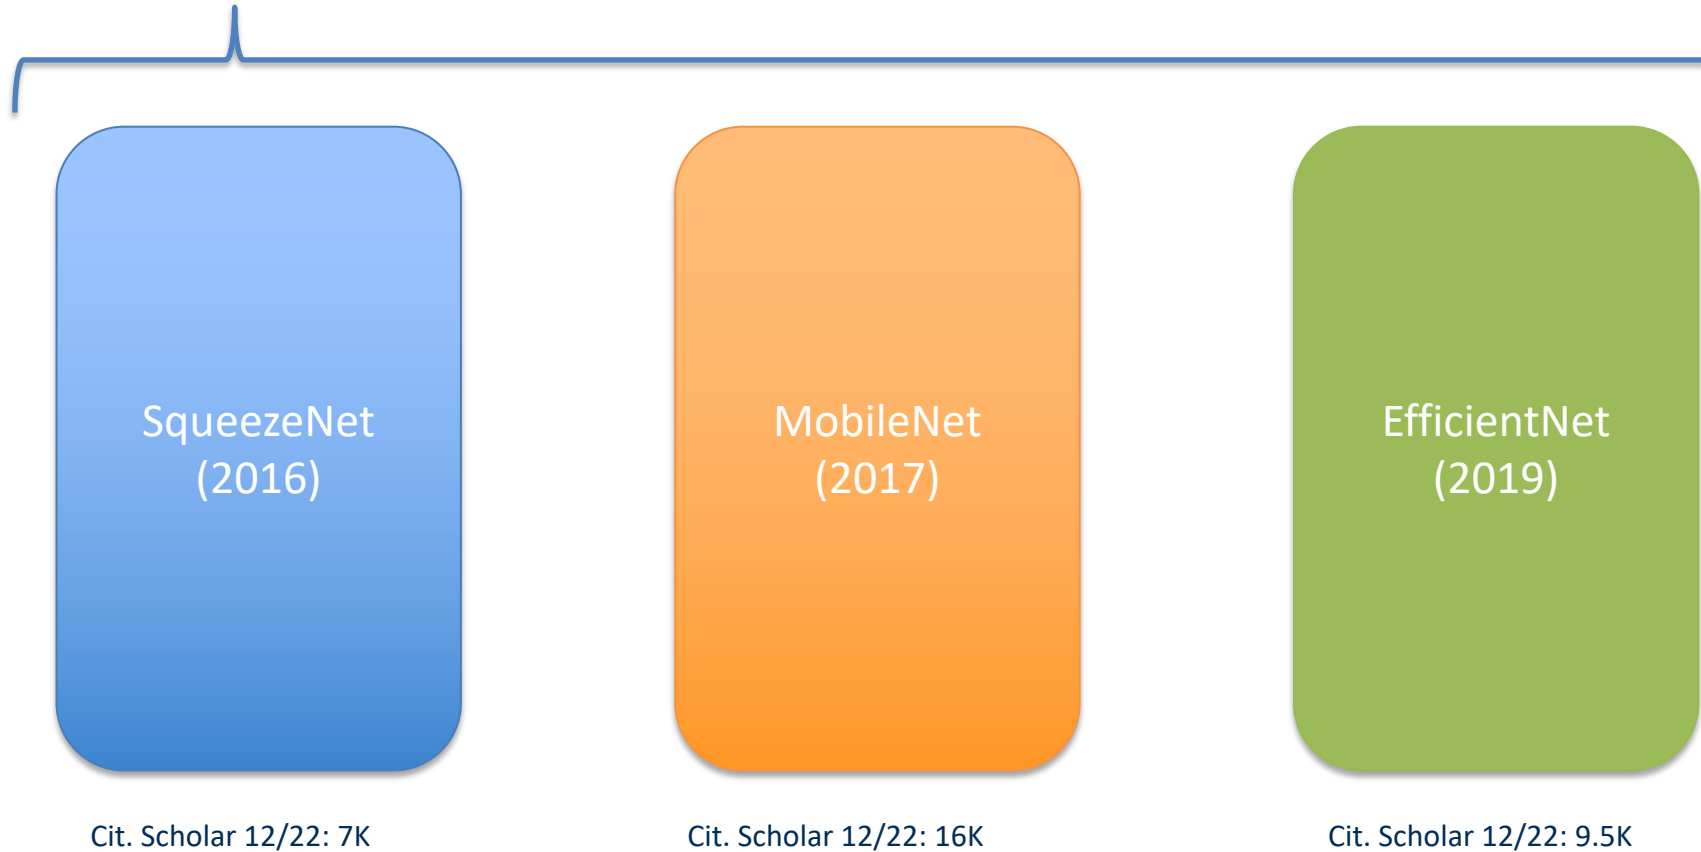 SqueezeNet
(2016)
MobileNet
(2017)
EfficientNet
(2019)
Cit. Scholar 12/22: 7K
Cit. Scholar 12/22: 16K
Cit. Scholar 12/22: 9.5K